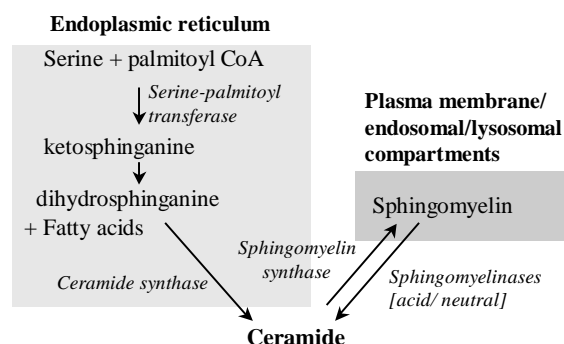 Endoplasmic reticulum
Serine + palmitoyl CoA
Serine-palmitoyl
transferase
ketosphinganine
dihydrosphinganine
+ Fatty acids
Ceramide synthase
Plasma membrane/
endosomal/lysosomal
compartments
Sphingomyelin
Sphingomyelin
synthase
Sphingomyelinases
[acid/ neutral]
Ceramide